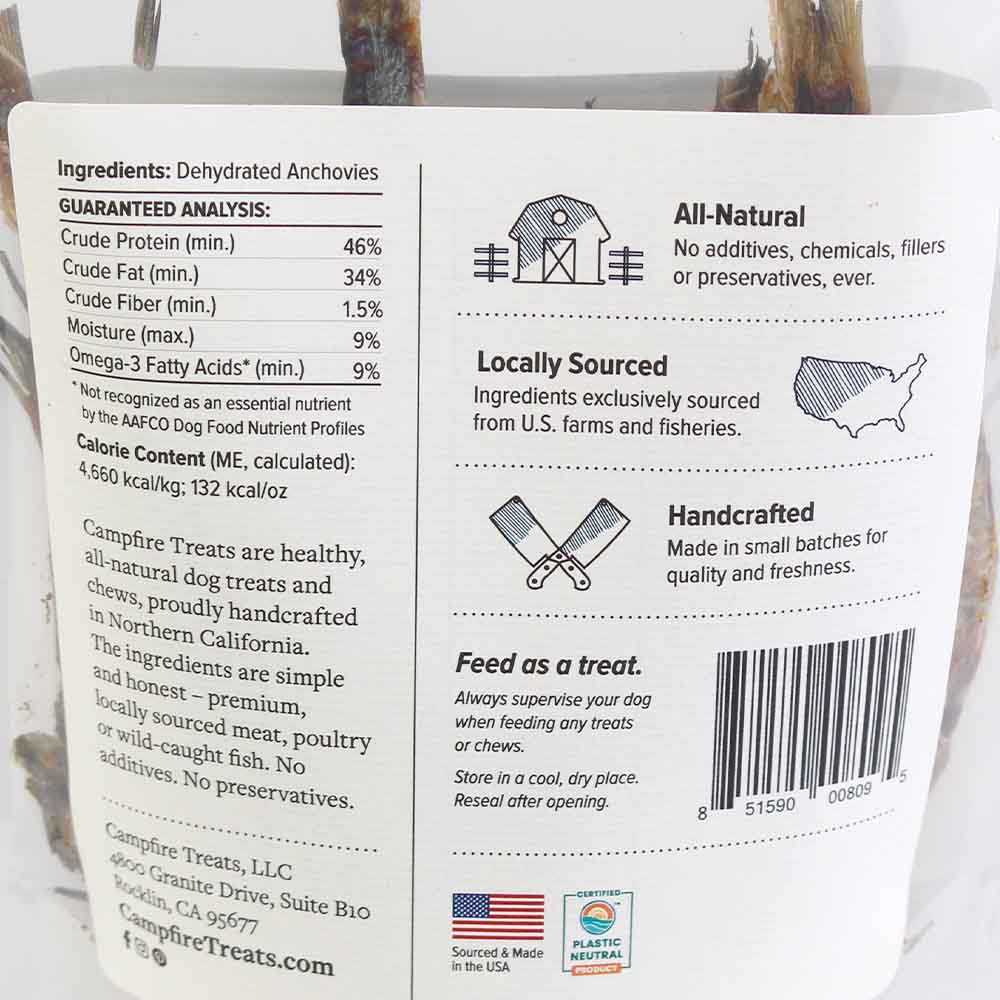 Ingredients: Dehydrated Anchovies
GUARANTEED ANALYSIS:
Crude Protein (min.) 46%
Crude Fat (min.) 34%
Crude Fiber (min.) 1.5%
Moisture (max.) 9%
Omega-3 Fatty Acids* (min.) 9%
* Not recognized as an essential nutrient
by the AAFCO Dog Food Nutrient Profiles
Calorie Content (ME, calculated):
4,660 kcal/kg; 132 kcal/oz
Campfire Treats are healthy,
all-natural dog treats and
chews, proudly handcrafted
in Northern California.
The ingredients are simple
and honest – premium,
locally sourced meat, poultry
or wild-caught fish. No
additives. No preservatives.
Campfire Treats, LLC
4800 Granite Drive, Suite B10
Rocklin, CA 95677
CampfireTreats.com
All-Natural
No additives, chemicals, fillers
or preservatives, ever.
Locally Sourced
Ingredients exclusively sourced
from U.S. farms and fisheries.
Handcrafted
Made in small batches for
quality and freshness.
Feed as a treat.
Always supervise your dog
when feeding any treats
or chews.
Store in a cool, dry place.
Reseal after opening.
8 51590 00809 5
Sourced & Made
in the USA
CERTIFIED
PLASTIC
NEUTRAL
PRODUCT